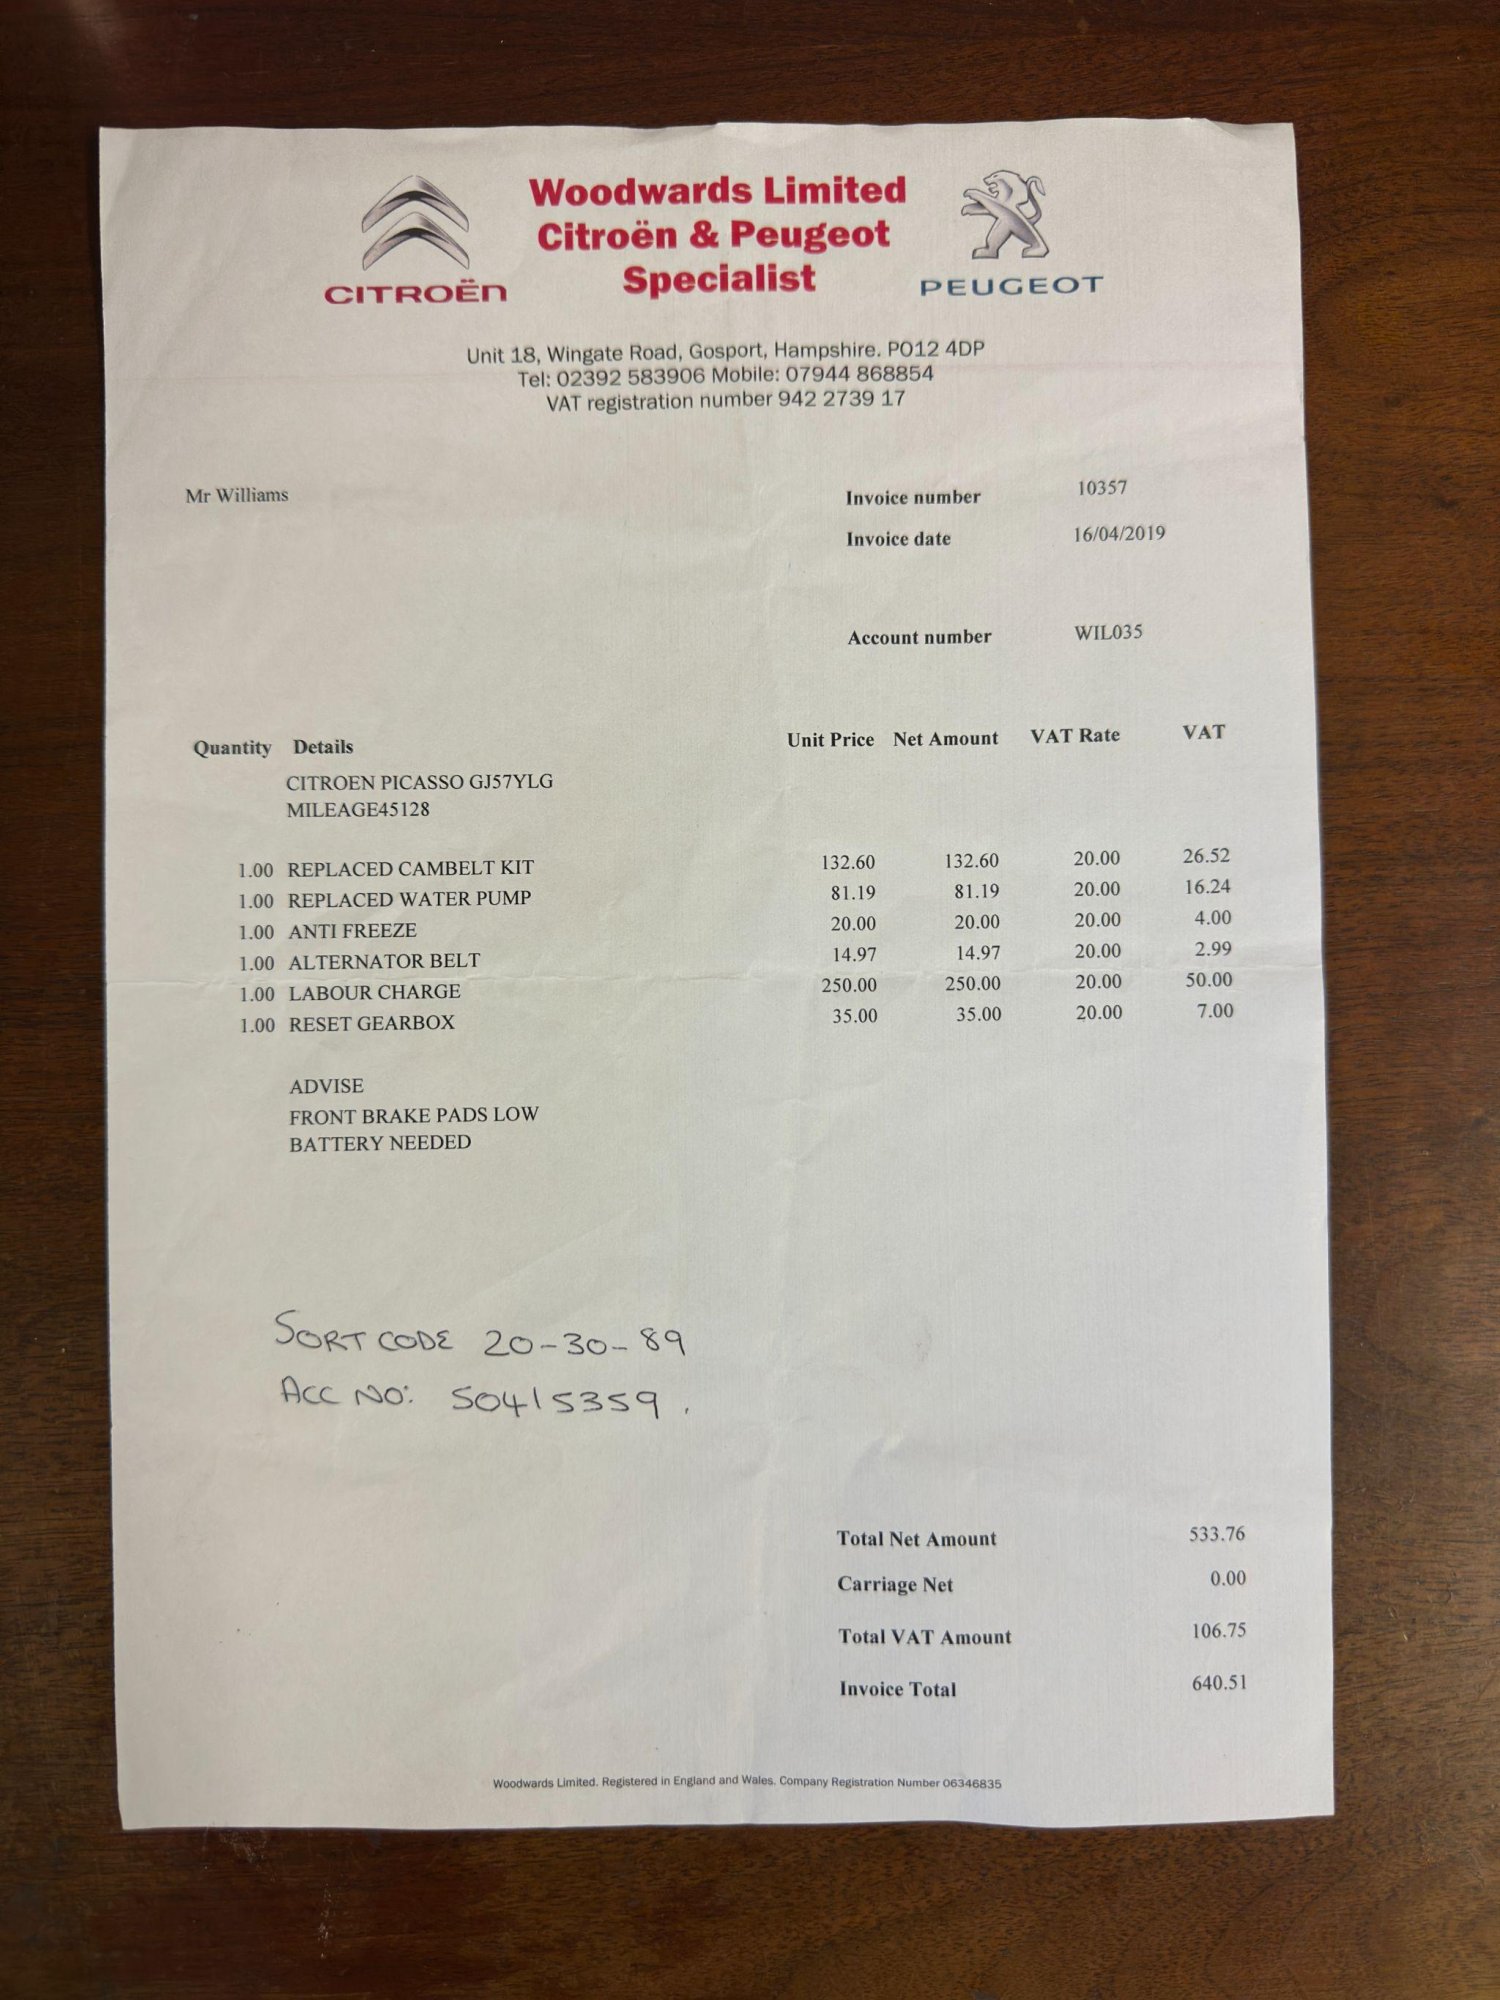 Woodwards Limited
Citroën & Peugeot
Specialist
CITROËN
PEUGEOT
Unit 18, Wingate Road, Gosport, Hampshire. PO12 4DP
Tel: 02392 583906 Mobile: 07944 868854
VAT registration number 942 2739 17
Mr Williams
Invoice number 10357
Invoice date 16/04/2019
Account number WIL035
Quantity Details Unit Price Net Amount VAT Rate VAT
CITROEN PICASSO GJ57YLG
MILEAGE45128
1.00 REPLACED CAMBELT KIT 132.60 132.60 20.00 26.52
1.00 REPLACED WATER PUMP 81.19 81.19 20.00 16.24
1.00 ANTI FREEZE 20.00 20.00 20.00 4.00
1.00 ALTERNATOR BELT 14.97 14.97 20.00 2.99
1.00 LABOUR CHARGE 250.00 250.00 20.00 50.00
1.00 RESET GEARBOX 35.00 35.00 20.00 7.00
ADVISE
FRONT BRAKE PADS LOW
BATTERY NEEDED
SORT CODE 20-30-89
ACC NO: 50415359.
Total Net Amount 533.76
Carriage Net 0.00
Total VAT Amount 106.75
Invoice Total 640.51
Woodwards Limited. Registered in England and Wales. Company Registration Number 06346835